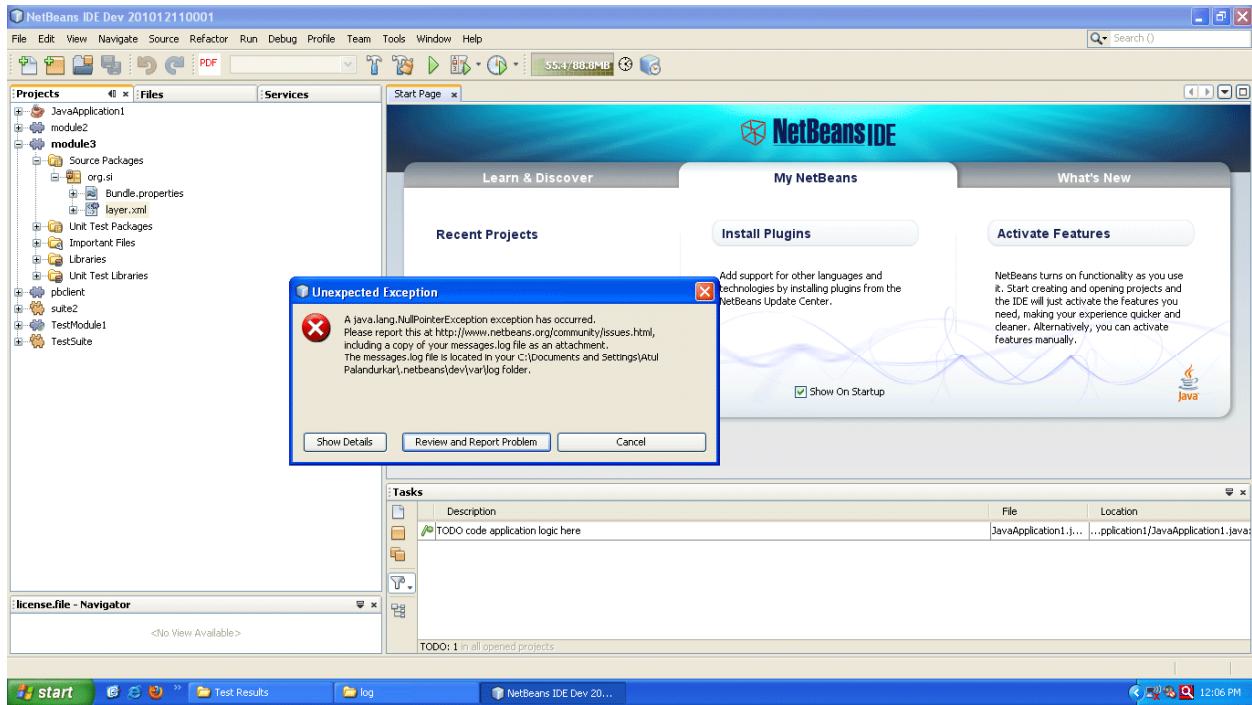 NetBeans IDE Dev 201012110001
File Edit View Navigate Source Refactor Run Debug Profile Team Tools Window Help
Search ()
PDF
55.4/88.8MB
Projects
Files
Services
JavaApplication1
module2
module3
Source Packages
org.si
Bundle.properties
layer.xml
Unit Test Packages
Important Files
Libraries
Unit Test Libraries
pbclient
suite2
TestModule1
TestSuite
Start Page
NetBeans IDE
Learn & Discover
My NetBeans
What's New
Recent Projects
Install Plugins
Activate Features
Add support for other languages and
technologies by installing plugins from the
NetBeans Update Center.
NetBeans turns on functionality as you use
it. Start creating and opening projects and
the IDE will just activate the features you
need, making your experience quicker and
cleaner. Alternatively, you can activate
features manually.
Show On Startup
Java
Unexpected Exception
A java.lang.NullPointerException exception has occurred.
Please report this at http://www.netbeans.org/community/issues.html,
including a copy of your messages.log file as an attachment.
The messages.log file is located in your C:\Documents and Settings\Atul
Palandurkar\.netbeans\dev\var\log folder.
Show Details
Review and Report Problem
Cancel
Tasks
Description
File
Location
TODO code application logic here
JavaApplication1.j...
...pplication1/JavaApplication1.java:
TODO: 1 in all opened projects
license.file - Navigator
<No View Available>
start
Test Results
log
NetBeans IDE Dev 20...
12:06 PM